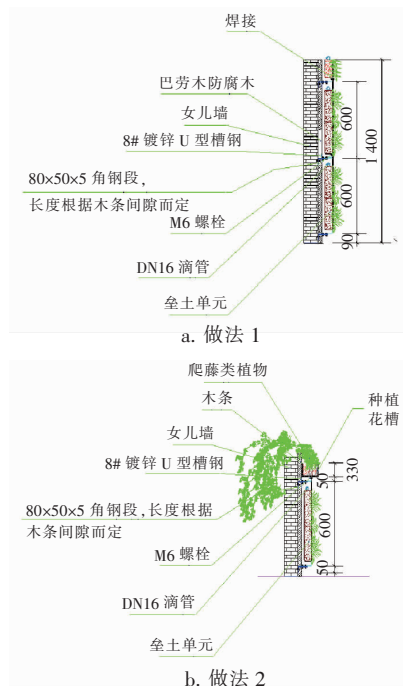 焊接
巴劳木防腐木
女儿墙
8# 镀锌 U 型槽钢
80×50×5 角钢段，
长度根据木条间隙而定
M6 螺栓
DN16 滴管
垒土单元
600
1 400
600
90
a. 做法 1
爬藤类植物
木条
种植
花槽
女儿墙
8# 镀锌 U 型槽钢
80×50×5 角钢段，长度根据
木条间隙而定
M6 螺栓
DN16 滴管
垒土单元
330
50
600
50
b. 做法 2